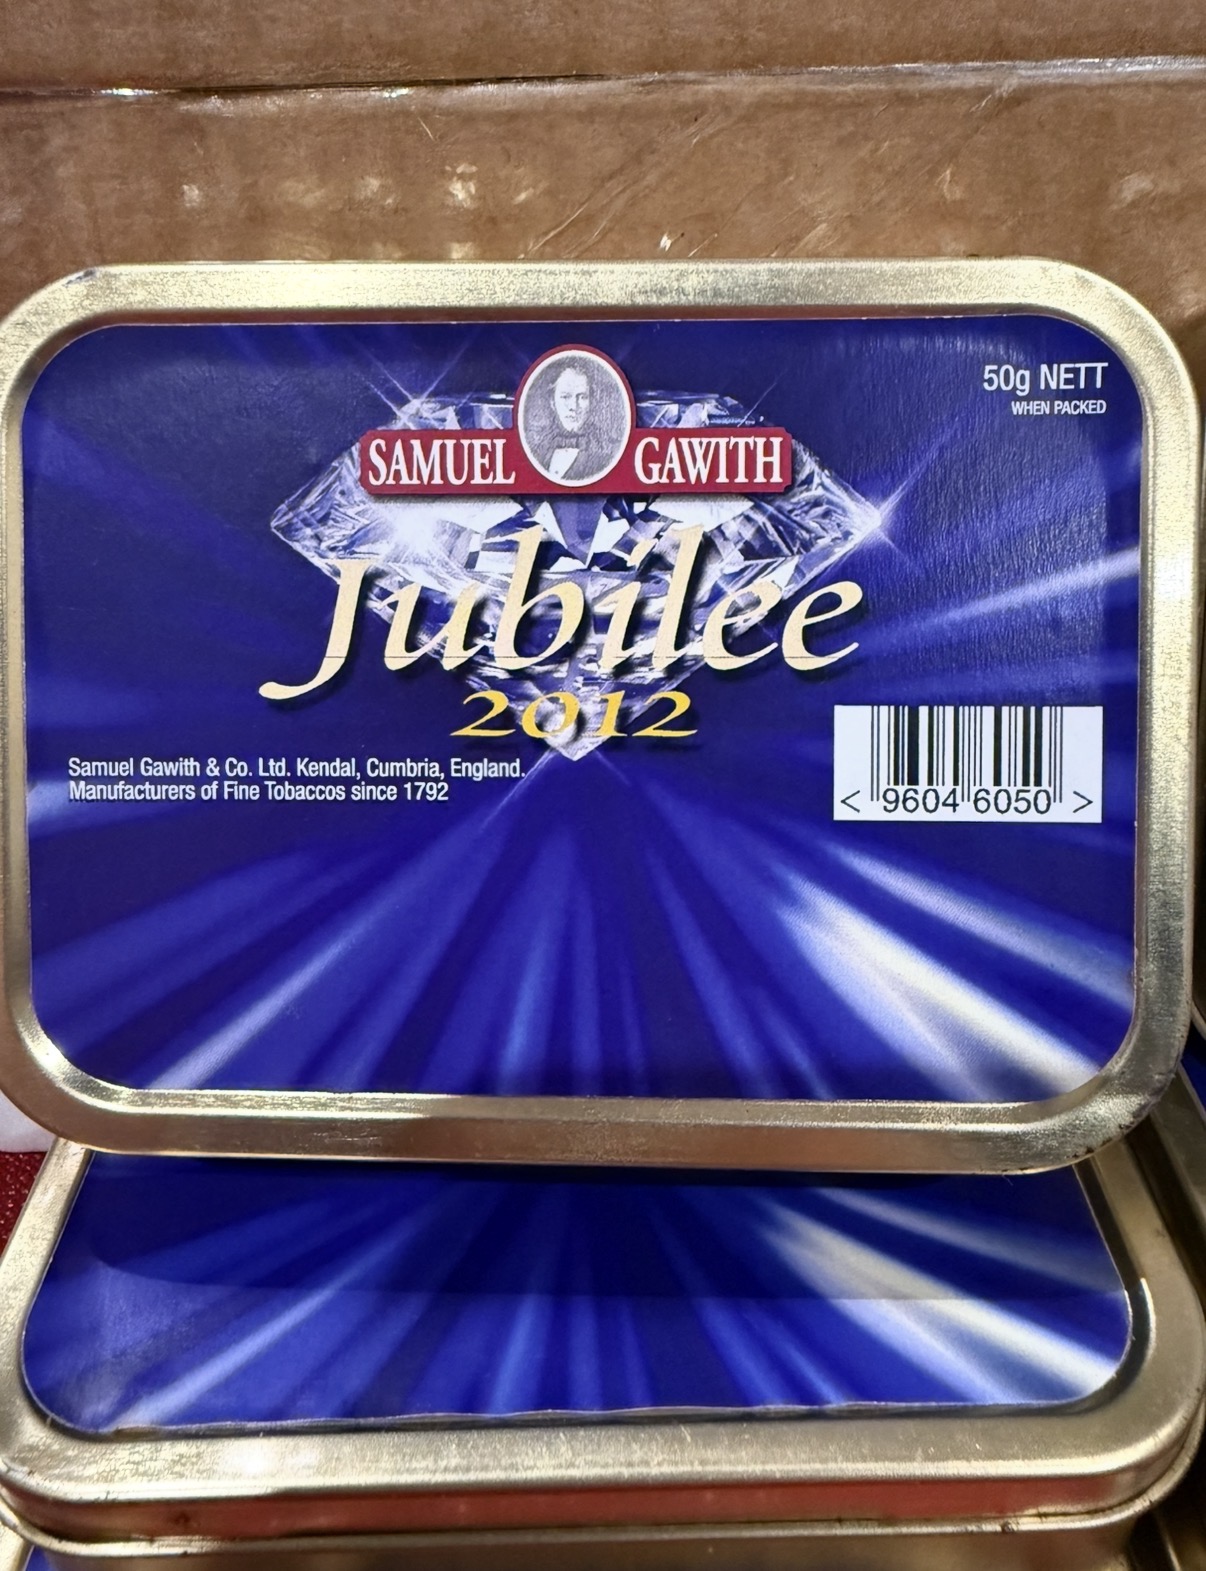 50g NETT
WHEN PACKED
SAMUEL GAWITH
Jubilee
2012
Samuel Gawith & Co. Ltd. Kendal, Cumbria, England.
Manufacturers of Fine Tobaccos since 1792
< 9604 6050 >